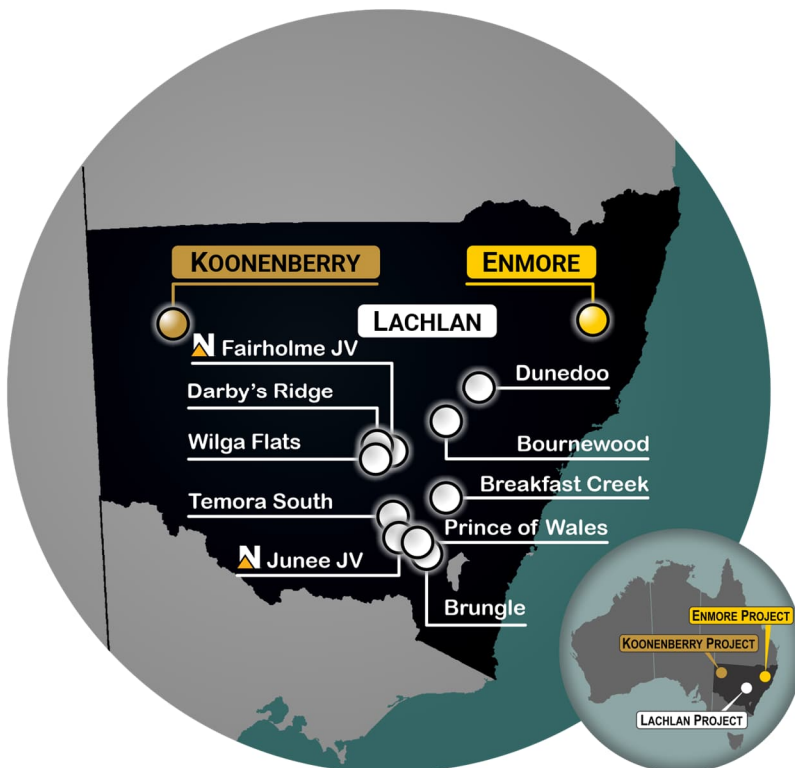 KOONENBERRY
ENMORE
LACHLAN
N Fairholme JV
Dunedoo
Darby's Ridge
Wilga Flats
Bournewood
Breakfast Creek
Temora South
Prince of Wales
N Junee JV
Brungle
ENMORE PROJECT
KOONENBERRY PROJECT
LACHLAN PROJECT